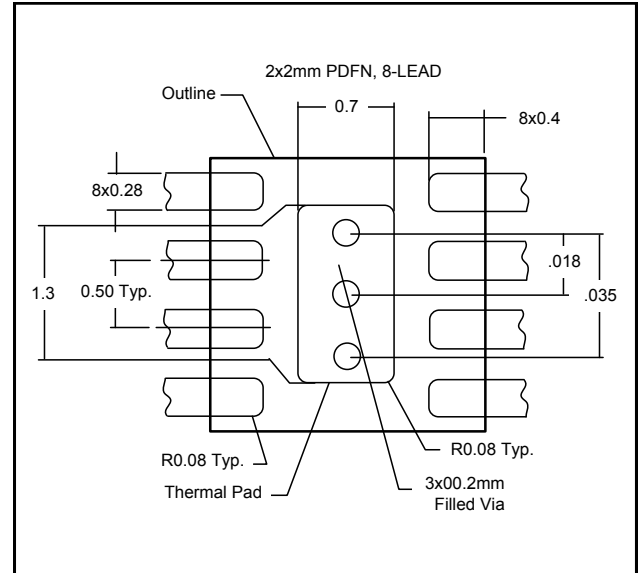 2x2mm PDFN, 8-LEAD
Outline
0.7
8x0.4
8x0.28
1.3
0.50 Typ.
.018
.035
R0.08 Typ.
R0.08 Typ.
Thermal Pad
3x00.2mm
Filled Via